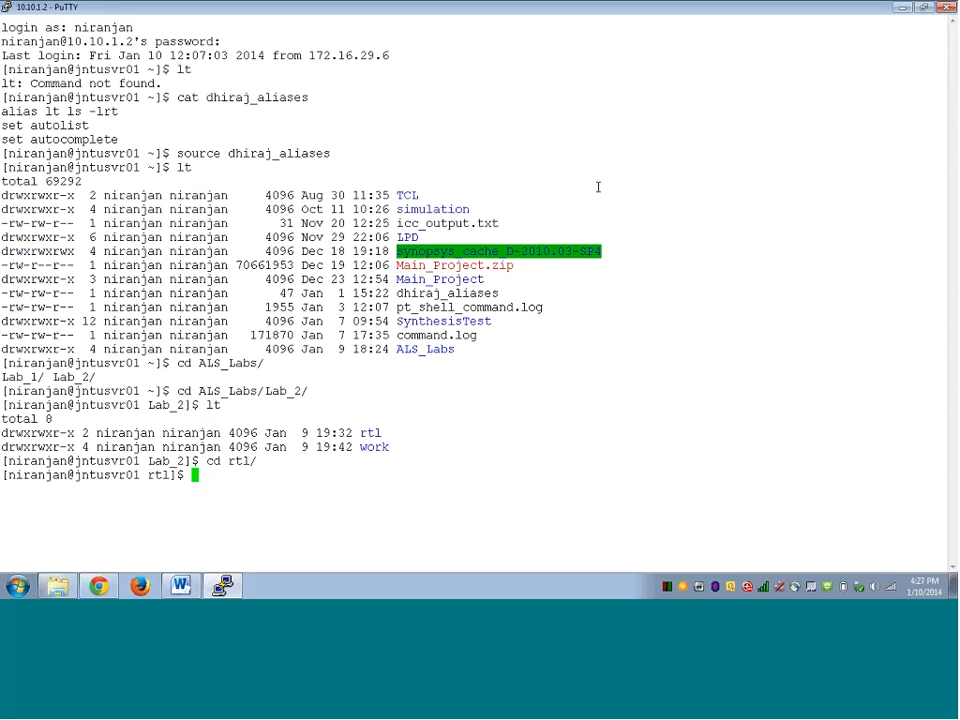 10.10.1.2 - PuTTY
login as: niranjan
niranjan@10.10.1.2's password:
Last login: Fri Jan 10 12:07:03 2014 from 172.16.29.6
[niranjan@jntusvr01 ~]$ lt
lt: Command not found.
[niranjan@jntusvr01 ~]$ cat dhiraj_aliases
alias lt ls -lrt
set autolist
set autocomplete
[niranjan@jntusvr01 ~]$ source dhiraj_aliases
[niranjan@jntusvr01 ~]$ lt
total 69292
drwxrwxr-x  2 niranjan niranjan     4096 Aug 30 11:35 TCL
drwxrwxr-x  4 niranjan niranjan     4096 Oct 11 10:26 simulation
-rw-rw-r--  1 niranjan niranjan       31 Nov 20 12:25 icc_output.txt
drwxrwxr-x  6 niranjan niranjan     4096 Nov 29 22:06 LPD
drwxrwxrwx  4 niranjan niranjan     4096 Dec 18 19:18 synopsys_cache_D-2010.03-SP4
-rw-r--r--  1 niranjan niranjan 70661953 Dec 19 12:06 Main_Project.zip
drwxrwxr-x  3 niranjan niranjan     4096 Dec 23 12:54 Main_Project
-rw-rw-r--  1 niranjan niranjan       47 Jan  1 15:22 dhiraj_aliases
-rw-rw-r--  1 niranjan niranjan     1955 Jan  3 12:07 pt_shell_command.log
drwxrwxr-x 12 niranjan niranjan     4096 Jan  7 09:54 SynthesisTest
-rw-rw-r--  1 niranjan niranjan   171870 Jan  7 17:35 command.log
drwxrwxr-x  4 niranjan niranjan     4096 Jan  9 18:24 ALS_Labs
[niranjan@jntusvr01 ~]$ cd ALS_Labs/
Lab_1/ Lab_2/
[niranjan@jntusvr01 ~]$ cd ALS_Labs/Lab_2/
[niranjan@jntusvr01 Lab_2]$ lt
total 8
drwxrwxr-x 2 niranjan niranjan 4096 Jan  9 19:32 rtl
drwxrwxr-x 4 niranjan niranjan 4096 Jan  9 19:42 work
[niranjan@jntusvr01 Lab_2]$ cd rtl/
[niranjan@jntusvr01 rtl]$
4:27 PM
1/10/2014